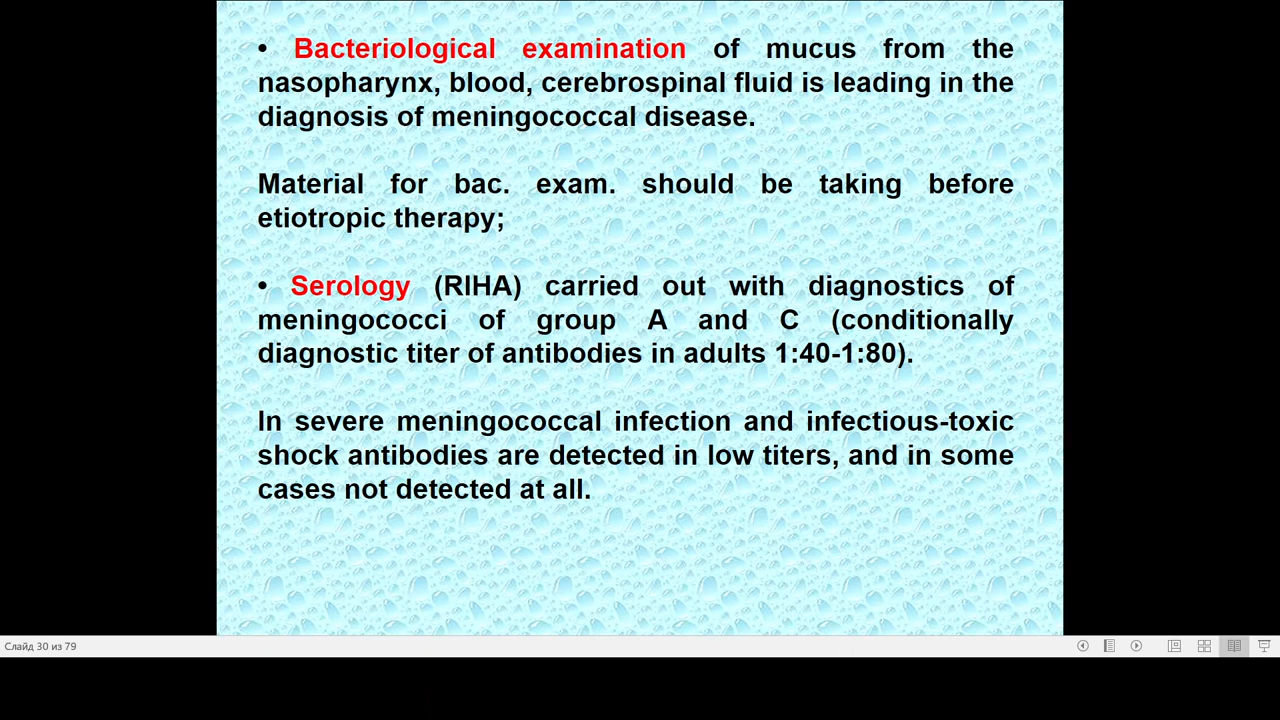 • Bacteriological examination of mucus from the
nasopharynx, blood, cerebrospinal fluid is leading in the
diagnosis of meningococcal disease.
Material for bac. exam. should be taking before
etiotropic therapy;
• Serology (RIHA) carried out with diagnostics of
meningococci of group A and C (conditionally
diagnostic titer of antibodies in adults 1:40-1:80).
In severe meningococcal infection and infectious-toxic
shock antibodies are detected in low titers, and in some
cases not detected at all.
Слайд 30 из 79